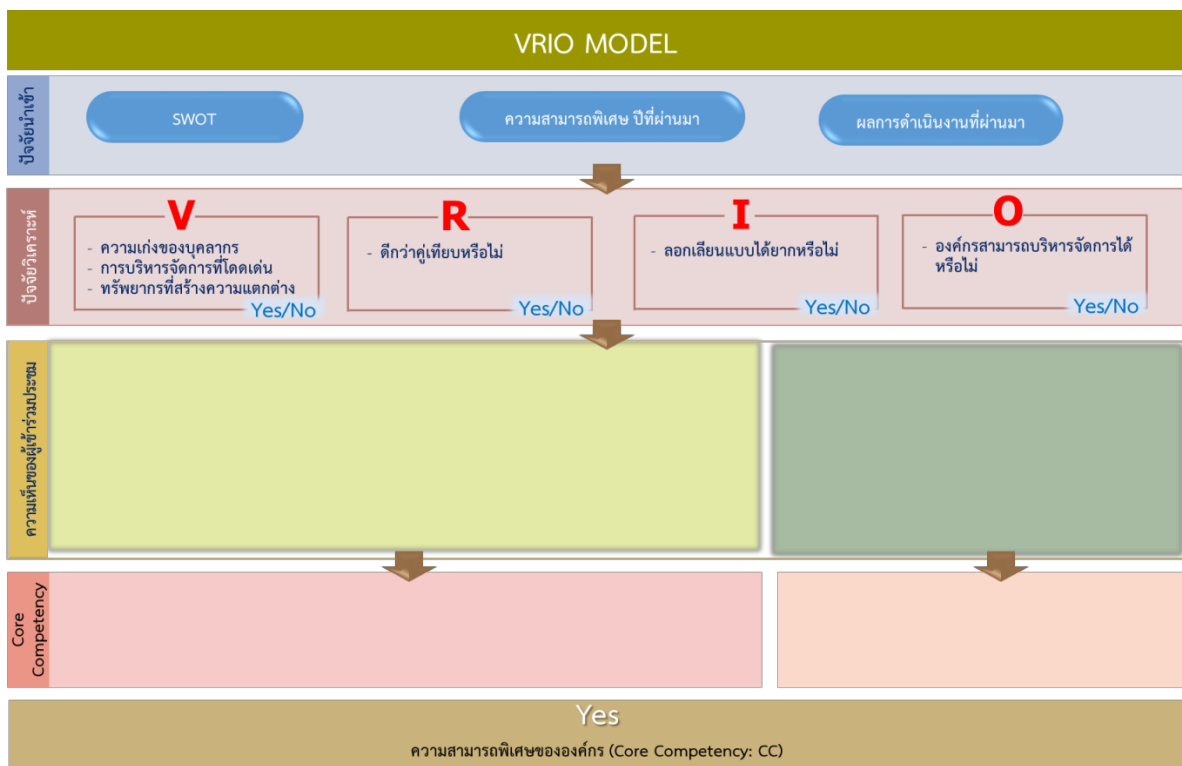 VRIO MODEL
ปัจจัยนำเข้า
SWOT
ความสามารถพิเศษ ปีที่ผ่านมา
ผลการดำเนินงานที่ผ่านมา
ปัจจัยวิเคราะห์
V
- ความเก่งของบุคลากร
- การบริหารจัดการที่โดดเด่น
- ทรัพยากรที่สร้างความแตกต่าง
Yes/No
R
- ดีกว่าคู่เทียบหรือไม่
Yes/No
I
- ลอกเลียนแบบได้ยากหรือไม่
Yes/No
O
- องค์กรสามารถบริหารจัดการได้
หรือไม่
Yes/No
ความเห็นของผู้เข้าร่วมประชุม
Core
Competency
Yes
ความสามารถพิเศษขององค์กร (Core Competency: CC)